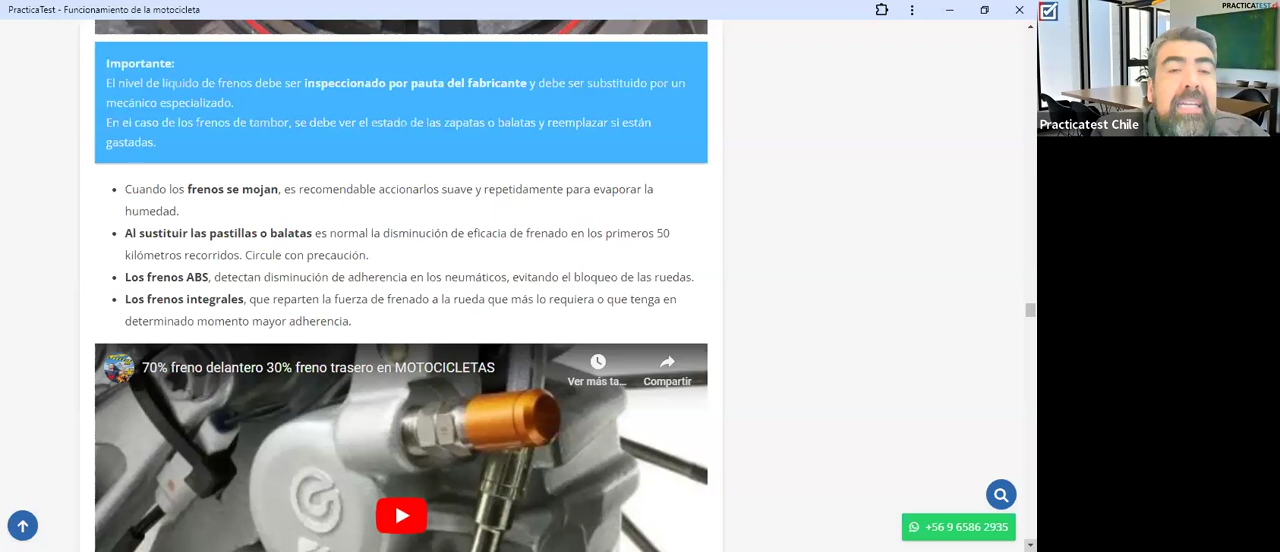 PracticaTest - Funcionamiento de la motocicleta
PRACTICATEST
Importante:
El nivel de líquido de frenos debe ser inspeccionado por pauta del fabricante y debe ser substituido por un
mecánico especializado.
En el caso de los frenos de tambor, se debe ver el estado de las zapatas o balatas y reemplazar si están
gastadas.
Practicatest Chile
• Cuando los frenos se mojan, es recomendable accionarlos suave y repetidamente para evaporar la
humedad.
• Al sustituir las pastillas o balatas es normal la disminución de eficacia de frenado en los primeros 50
kilómetros recorridos. Circule con precaución.
• Los frenos ABS, detectan disminución de adherencia en los neumáticos, evitando el bloqueo de las ruedas.
• Los frenos integrales, que reparten la fuerza de frenado a la rueda que más lo requiera o que tenga en
determinado momento mayor adherencia.
70% freno delantero 30% freno trasero en MOTOCICLETAS
Ver más ta...
Compartir
+56 9 6586 2935